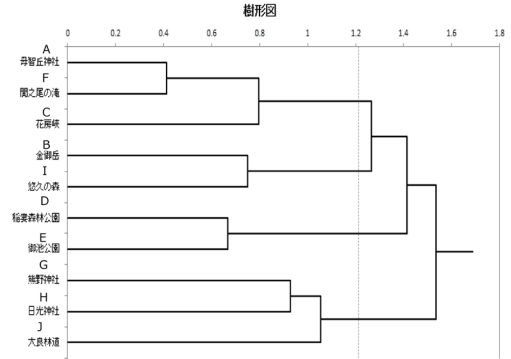 樹形図
0 0.2 0.4 0.6 0.8 1 1.2 1.4 1.6 1.8
A
母智丘神社
F
関之尾の滝
C
花房峡
B
金御岳
I
悠久の森
D
稲妻森林公園
E
御池公園
G
熊野神社
H
日光神社
J
大良林道